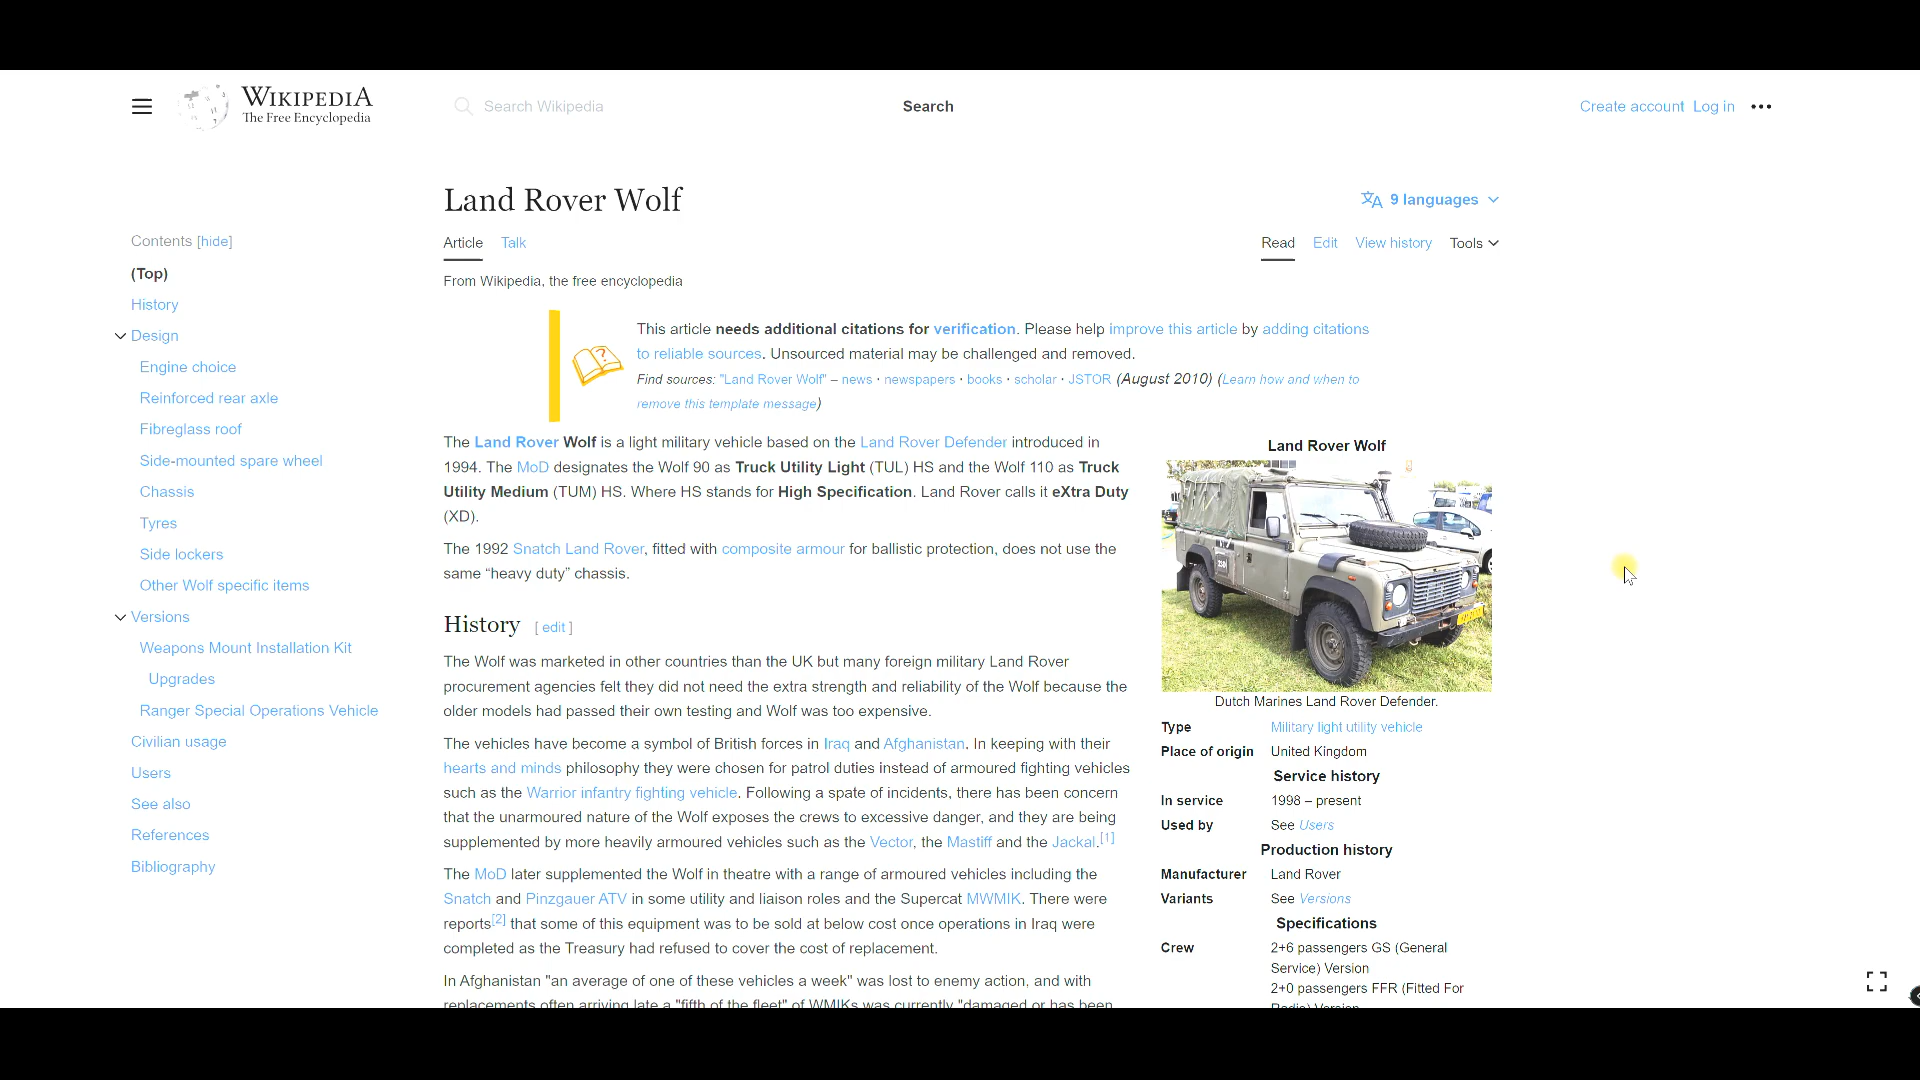 WIKIPEDIA
The Free Encyclopedia
Search Wikipedia
Search
Create account Log in
Land Rover Wolf
9 languages
Contents [hide]
(Top)
History
Design
Engine choice
Reinforced rear axle
Fibreglass roof
Side-mounted spare wheel
Chassis
Tyres
Side lockers
Other Wolf specific items
Versions
Weapons Mount Installation Kit
Upgrades
Ranger Special Operations Vehicle
Civilian usage
Users
See also
References
Bibliography
Article Talk
Read Edit View history Tools
From Wikipedia, the free encyclopedia
This article needs additional citations for verification. Please help improve this article by adding citations
to reliable sources. Unsourced material may be challenged and removed.
Find sources: "Land Rover Wolf" – news · newspapers · books · scholar · JSTOR (August 2010) (Learn how and when to
remove this template message)
The Land Rover Wolf is a light military vehicle based on the Land Rover Defender introduced in
1994. The MoD designates the Wolf 90 as Truck Utility Light (TUL) HS and the Wolf 110 as Truck
Utility Medium (TUM) HS. Where HS stands for High Specification. Land Rover calls it eXtra Duty
(XD).
The 1992 Snatch Land Rover, fitted with composite armour for ballistic protection, does not use the
same “heavy duty” chassis.
History [ edit ]
The Wolf was marketed in other countries than the UK but many foreign military Land Rover
procurement agencies felt they did not need the extra strength and reliability of the Wolf because the
older models had passed their own testing and Wolf was too expensive.
The vehicles have become a symbol of British forces in Iraq and Afghanistan. In keeping with their
hearts and minds philosophy they were chosen for patrol duties instead of armoured fighting vehicles
such as the Warrior infantry fighting vehicle. Following a spate of incidents, there has been concern
that the unarmoured nature of the Wolf exposes the crews to excessive danger, and they are being
supplemented by more heavily armoured vehicles such as the Vector, the Mastiff and the Jackal.[1]
The MoD later supplemented the Wolf in theatre with a range of armoured vehicles including the
Snatch and Pinzgauer ATV in some utility and liaison roles and the Supercat MWMIK. There were
reports[2] that some of this equipment was to be sold at below cost once operations in Iraq were
completed as the Treasury had refused to cover the cost of replacement.
In Afghanistan "an average of one of these vehicles a week" was lost to enemy action, and with
replacements often arriving late a "fifth of the fleet" of WMIKs was currently "damaged or has been
Land Rover Wolf
Dutch Marines Land Rover Defender.
Type Military light utility vehicle
Place of origin United Kingdom
Service history
In service 1998 – present
Used by See Users
Production history
Manufacturer Land Rover
Variants See Versions
Specifications
Crew 2+6 passengers GS (General
Service) Version
2+0 passengers FFR (Fitted For
Radio) Version